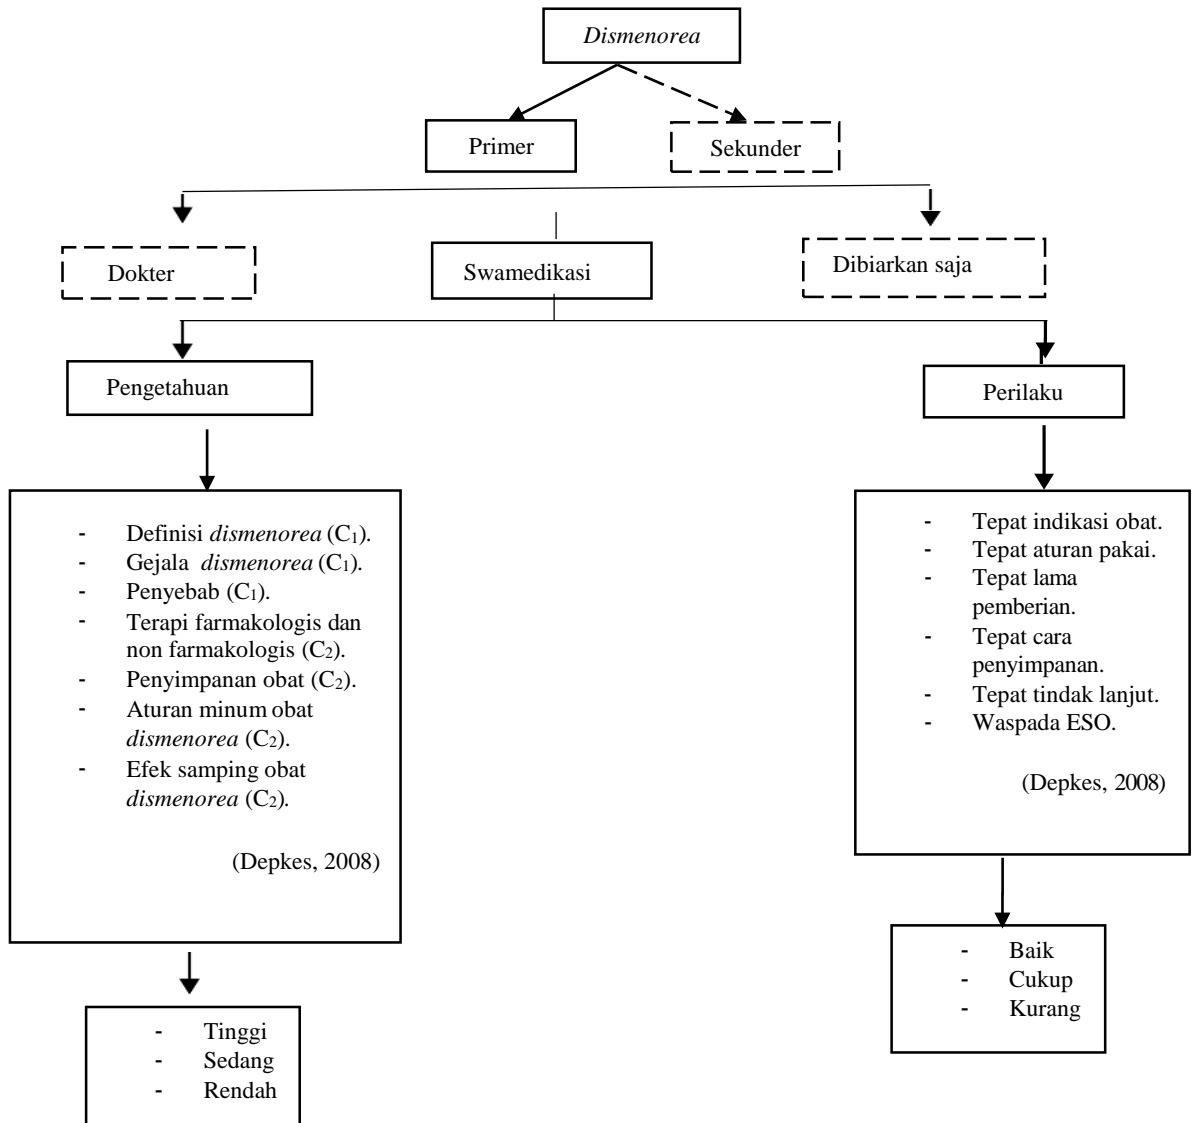 Dismenorea
Primer
Sekunder
Dokter
Swamedikasi
Dibiarkan saja
Pengetahuan
Perilaku
- Definisi dismenorea (C1).
- Gejala dismenorea (C1).
- Penyebab (C1).
- Terapi farmakologis dan
non farmakologis (C2).
- Penyimpanan obat (C2).
- Aturan minum obat
dismenorea (C2).
- Efek samping obat
dismenorea (C2).
(Depkes, 2008)
- Tepat indikasi obat.
- Tepat aturan pakai.
- Tepat lama
pemberian.
- Tepat cara
penyimpanan.
- Tepat tindak lanjut.
- Waspada ESO.
(Depkes, 2008)
- Tinggi
- Sedang
- Rendah
- Baik
- Cukup
- Kurang